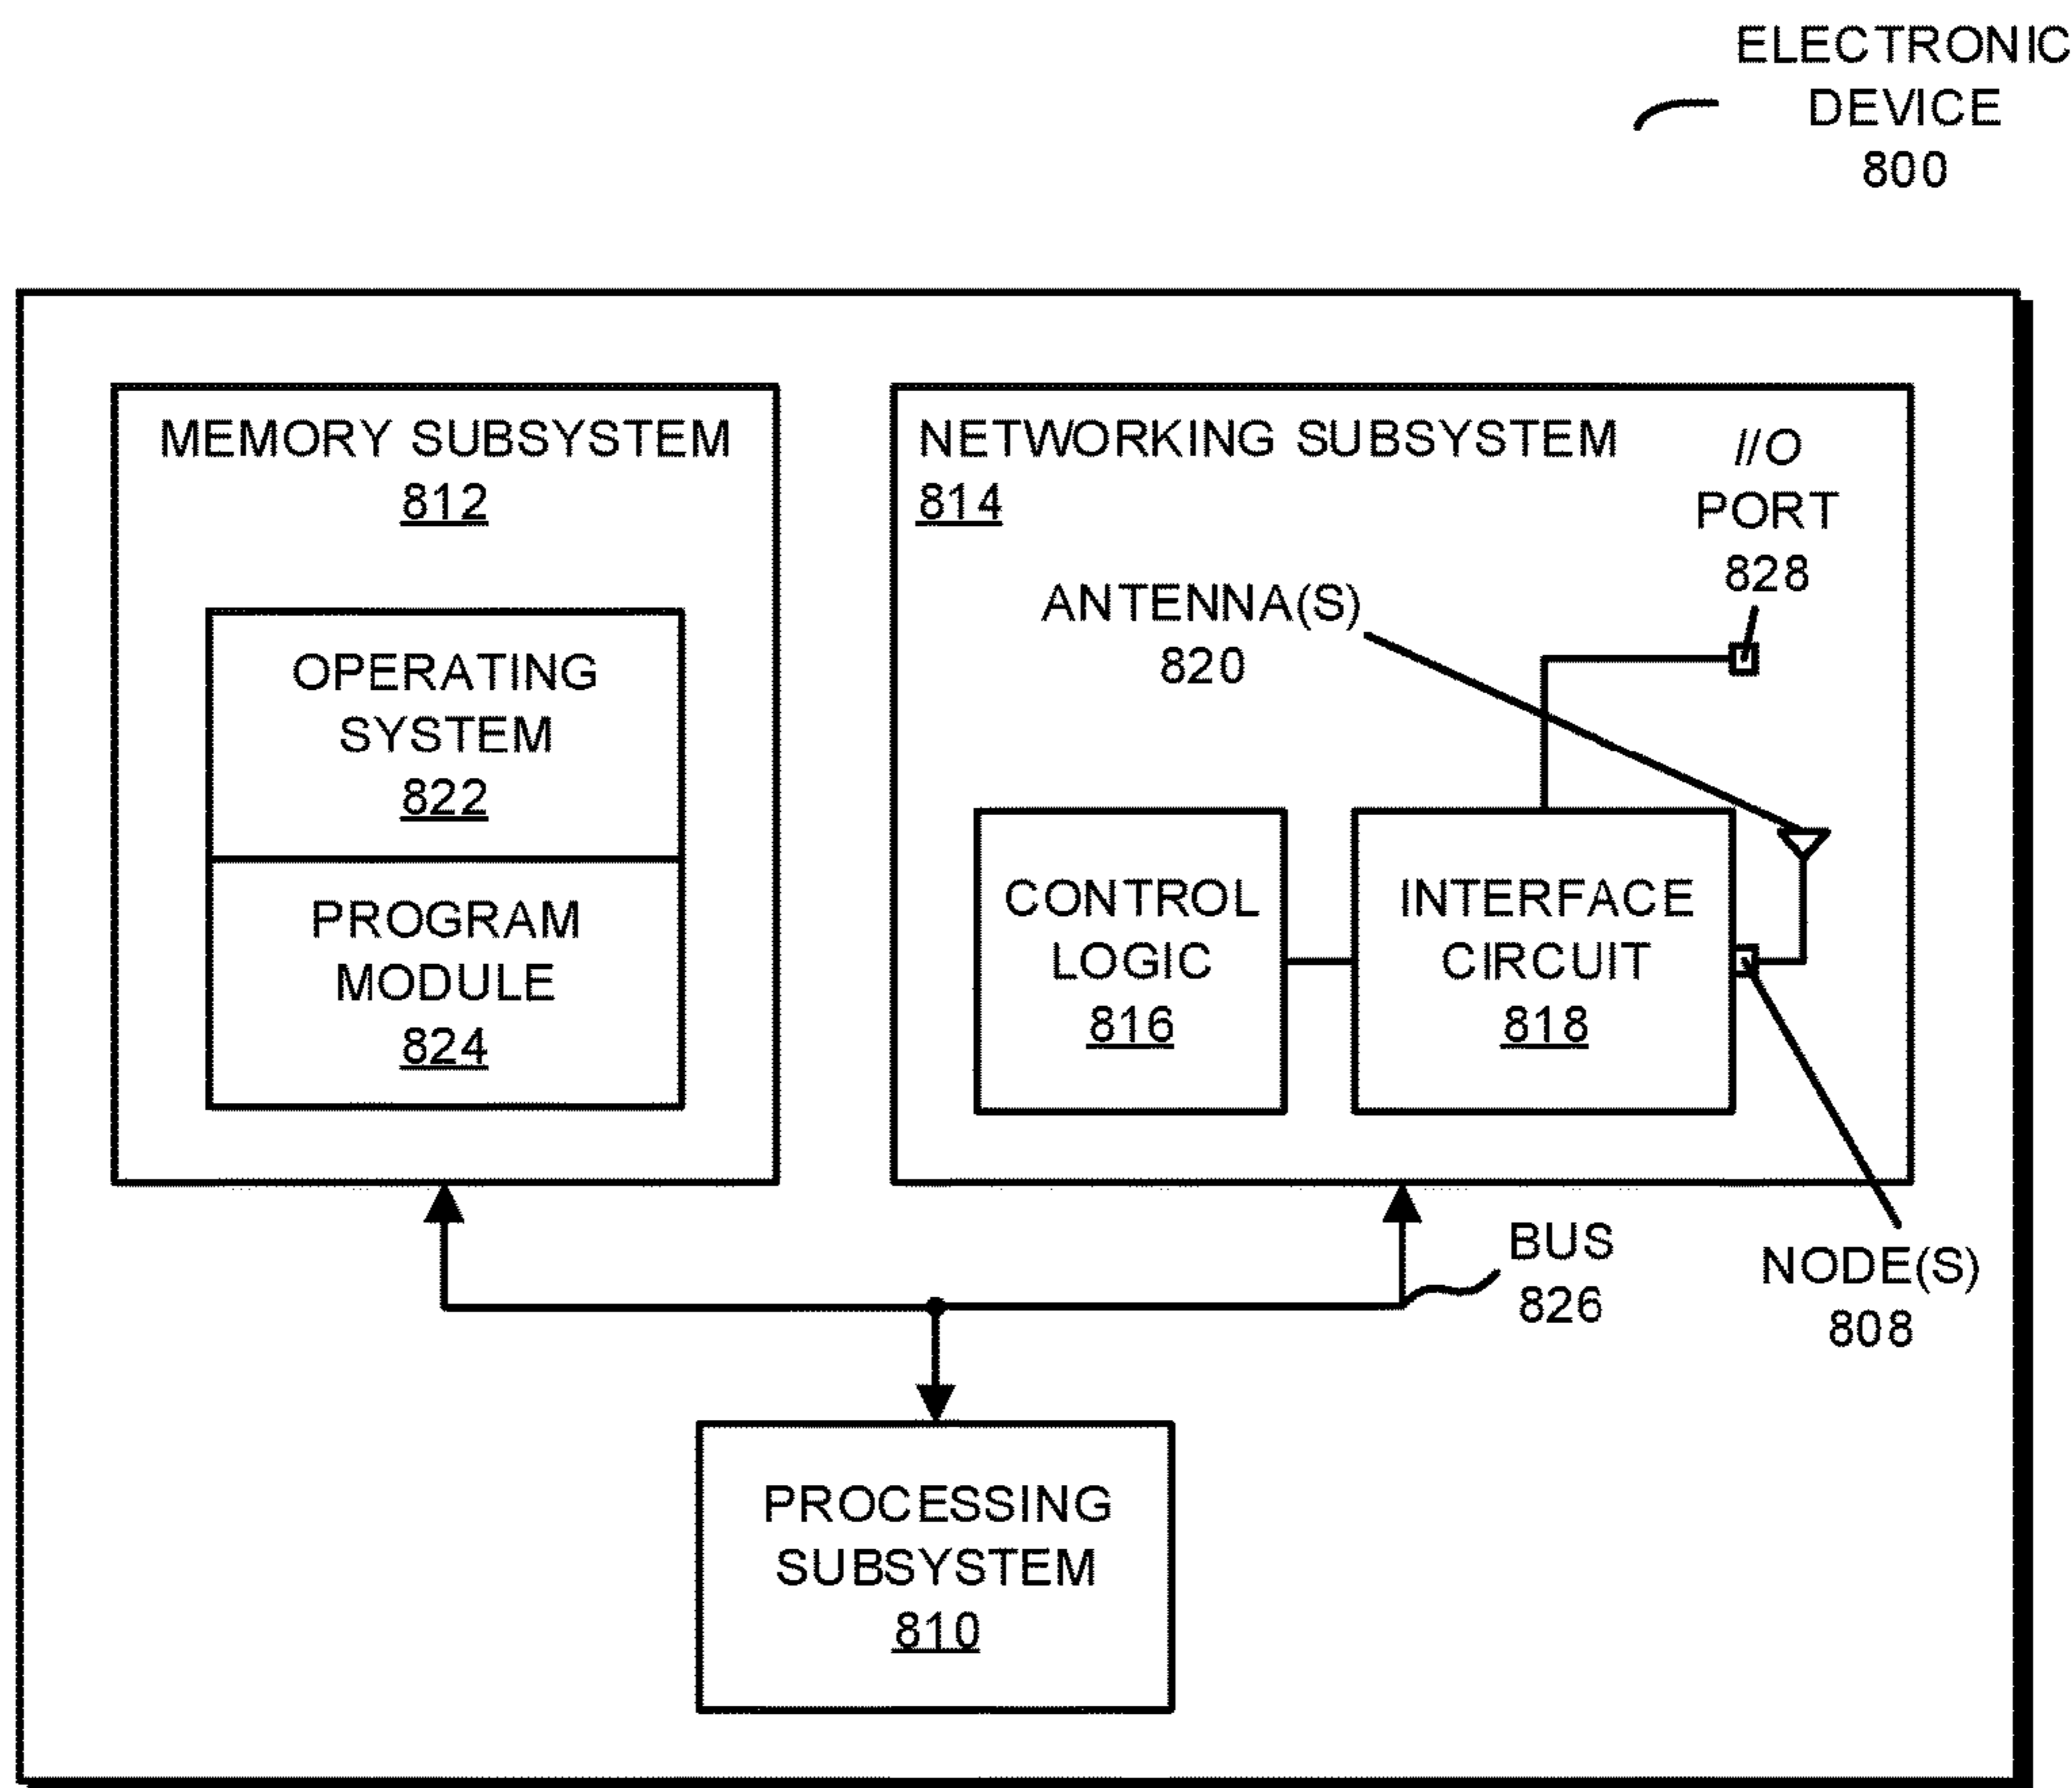 ELECTRONIC
DEVICE
800
MEMORY SUBSYSTEM
812
OPERATING
SYSTEM
822
PROGRAM
MODULE
824
NETWORKING SUBSYSTEM
814
I/O
PORT
828
ANTENNA(S)
820
CONTROL
LOGIC
816
INTERFACE
CIRCUIT
818
BUS
826
NODE(S)
808
PROCESSING
SUBSYSTEM
810